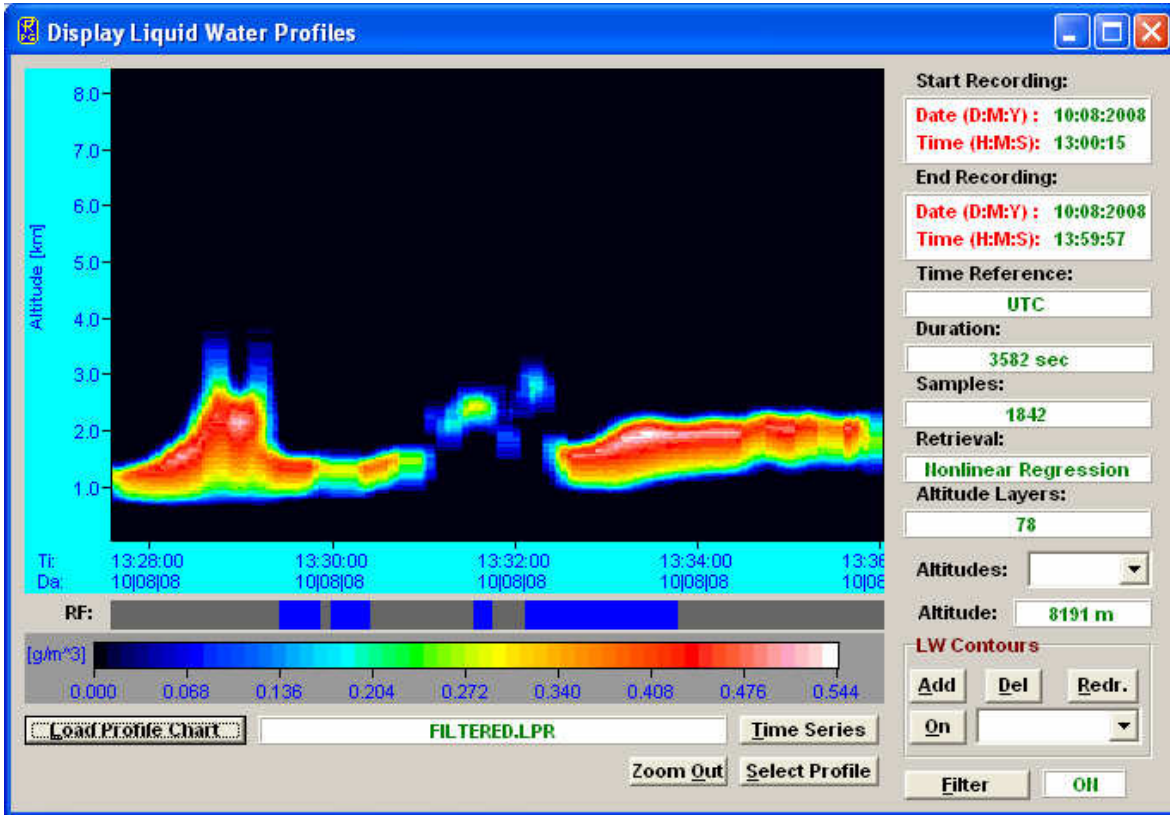 Display Liquid Water Profiles
8.0
7.0
6.0
5.0
4.0
3.0
2.0
1.0
Altitude [km]
Ti: 13:28:00 13:30:00 13:32:00 13:34:00 13:36
Da: 10|08|08 10|08|08 10|08|08 10|08|08 10|08
RF:
[g/m^3]
0.000 0.068 0.136 0.204 0.272 0.340 0.408 0.476 0.544
Load Profile Chart FILTERED.LPR Time Series
Zoom Out Select Profile
Start Recording:
Date (D:M:Y) : 10:08:2008
Time (H:M:S): 13:00:15
End Recording:
Date (D:M:Y) : 10:08:2008
Time (H:M:S): 13:59:57
Time Reference:
UTC
Duration:
3582 sec
Samples:
1842
Retrieval:
Nonlinear Regression
Altitude Layers:
78
Altitudes:
Altitude: 8191 m
LW Contours
Add Del Redr.
On
Filter ON